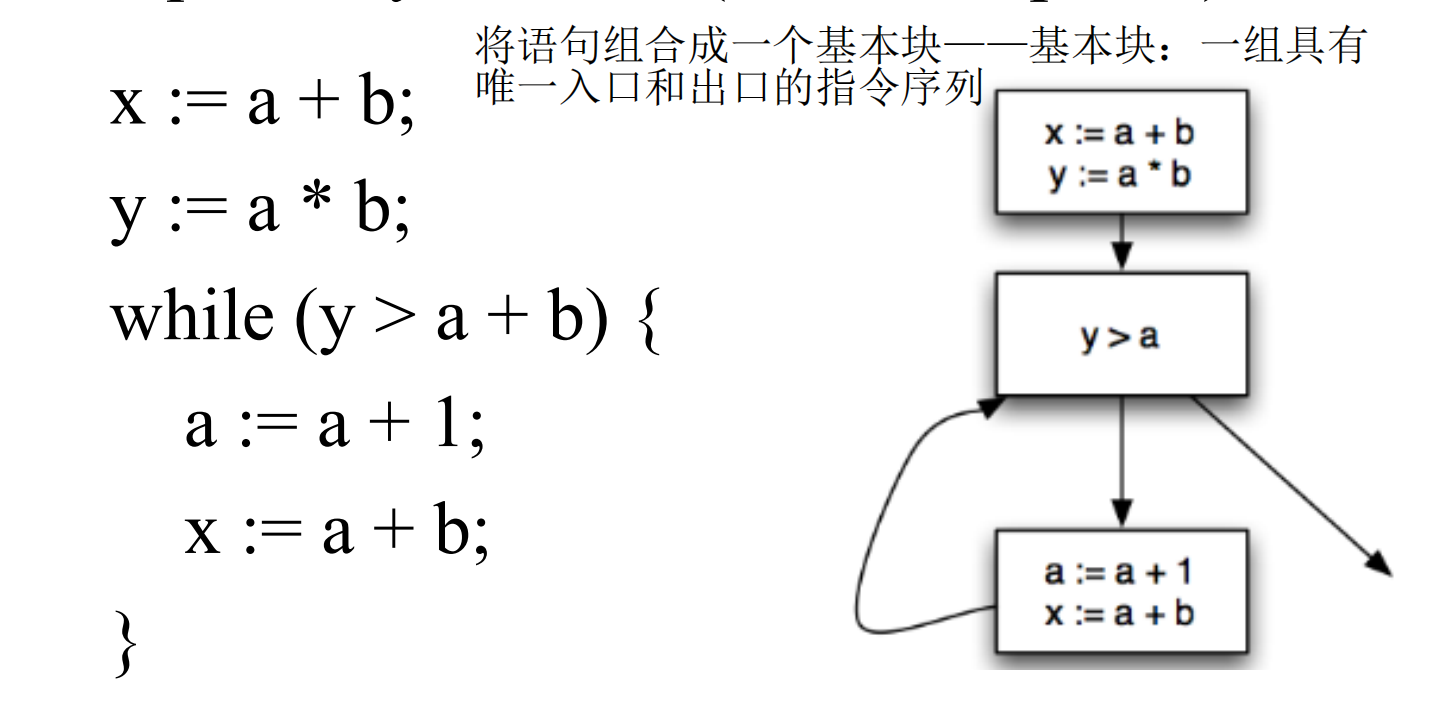 将语句组合成一个基本块——基本块：一组具有
唯一入口和出口的指令序列
x := a + b;
y := a * b;
while (y > a + b) {
a := a + 1;
x := a + b;
}
x := a + b
y := a * b
y > a
a := a + 1
x := a + b